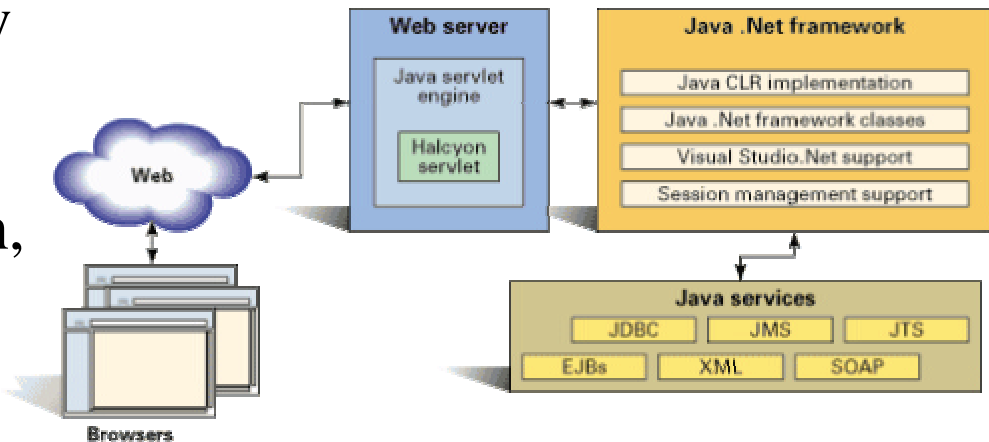 y
n,
Web server
Java servlet
engine
Halcyon
servlet
Java .Net framework
Java CLR implementation
Java .Net framework classes
Visual Studio.Net support
Session management support
Web
Java services
JDBC JMS JTS
EJBs XML SOAP
Browsers